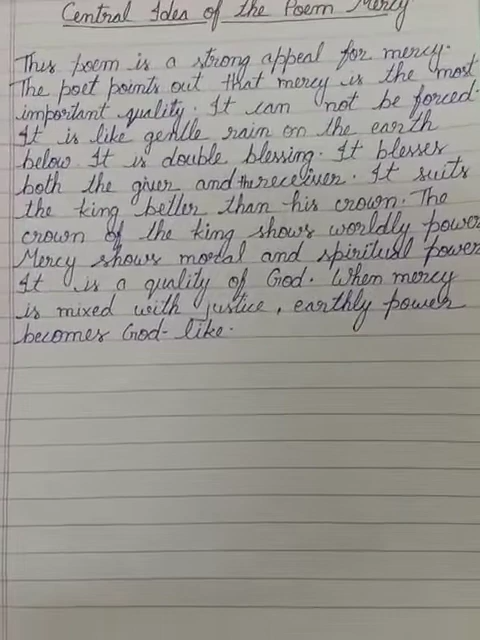 Central Idea of the Poem Mercy
This poem is a strong appeal for mercy.
The poet points out that mercy is the most
important quality. It can not be forced.
It is like gentle rain on the earth
below. It is double blessing. It blesses
both the giver and the receiver. It suits
the king better than his crown. The
crown of the king shows worldly power
Mercy shows moral and spiritual power
It is a quality of God. When mercy
is mixed with justice, earthly power
becomes God-like.